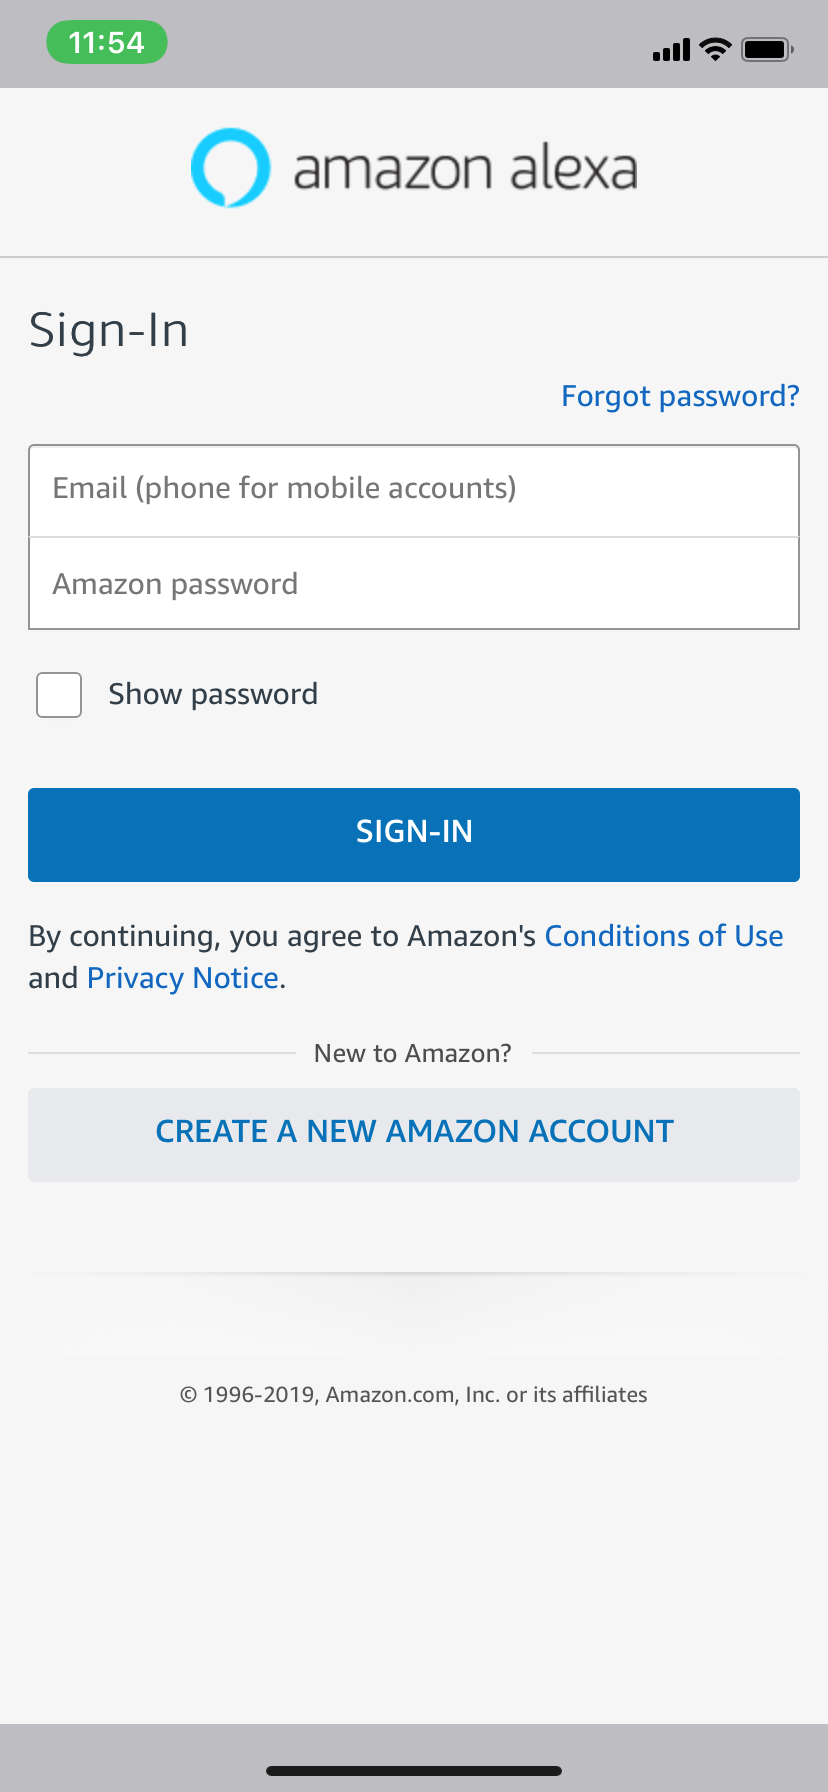 11:54
amazon alexa
Sign-In
Forgot password?
Email (phone for mobile accounts)
Amazon password
Show password
SIGN-IN
By continuing, you agree to Amazon's Conditions of Use
and Privacy Notice.
New to Amazon?
CREATE A NEW AMAZON ACCOUNT
© 1996-2019, Amazon.com, Inc. or its affiliates